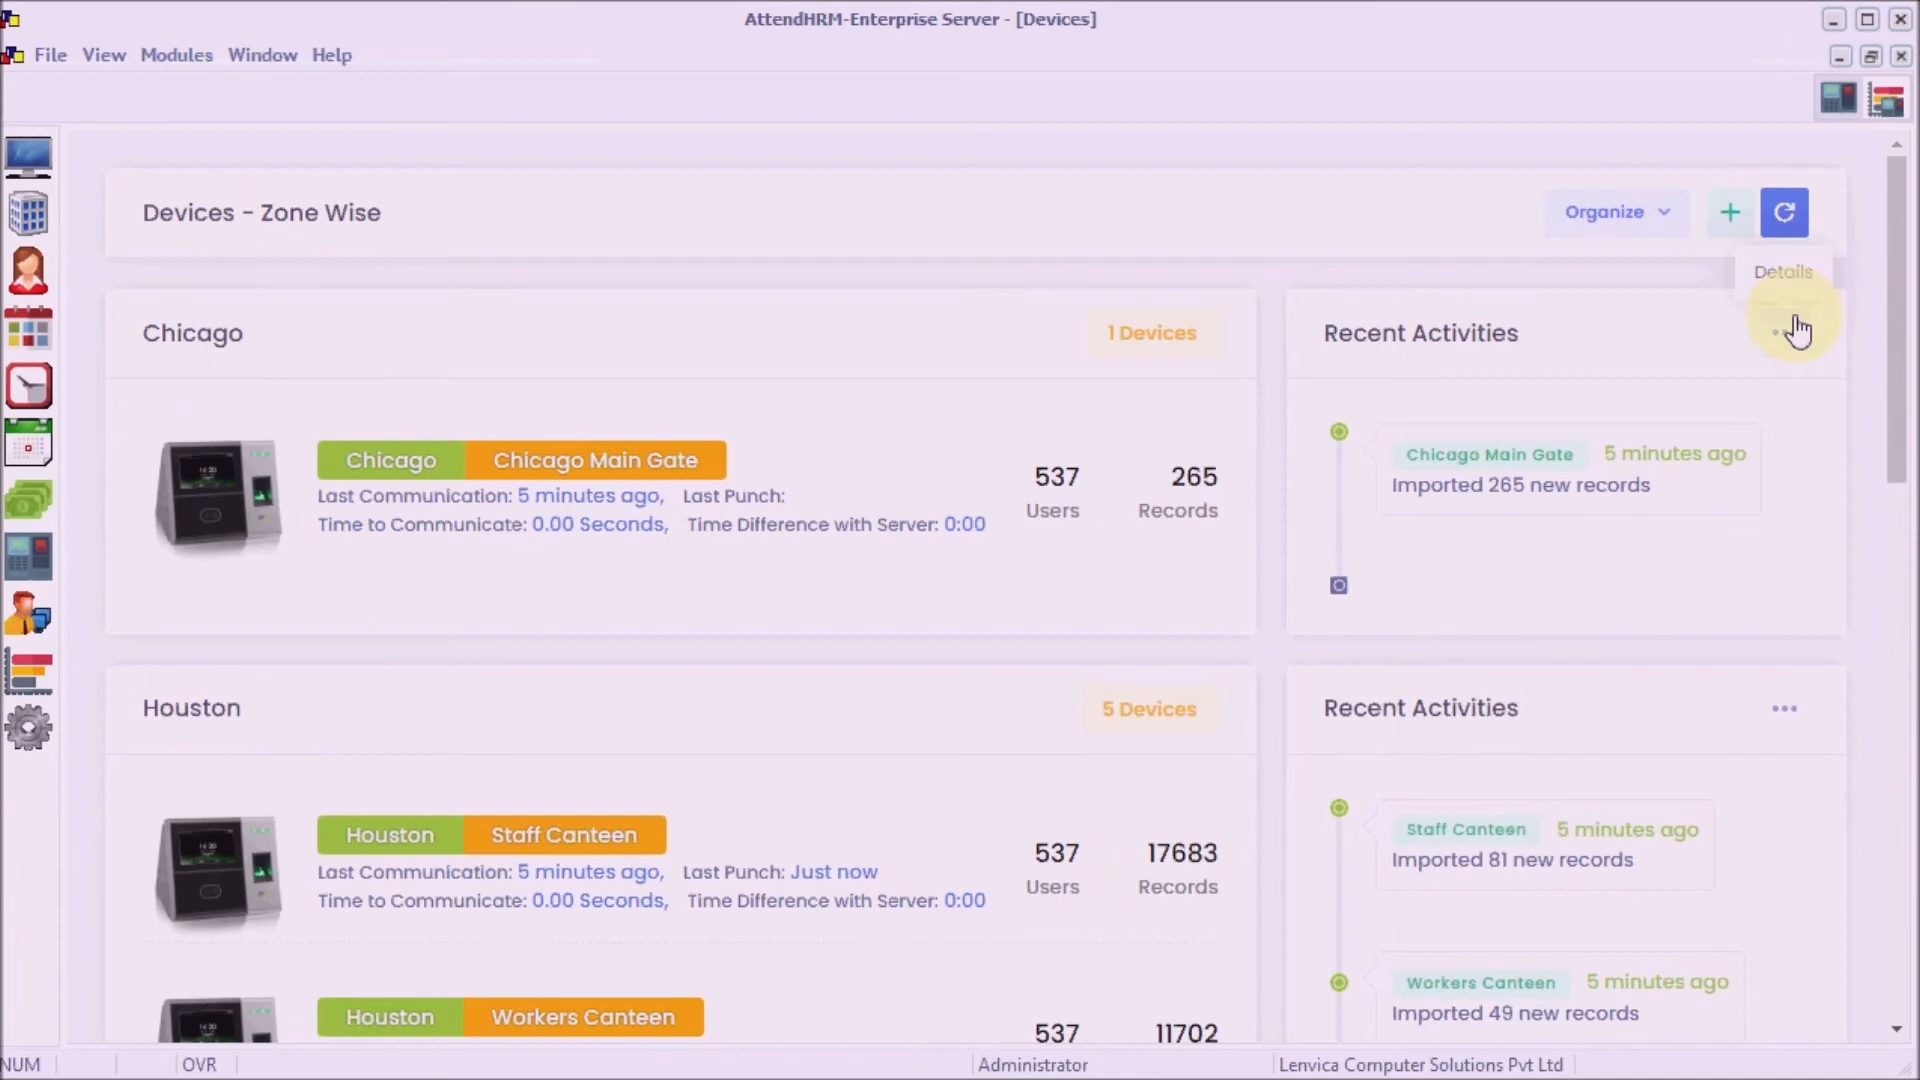 AttendHRM-Enterprise Server - [Devices]
File View Modules Window Help
Devices - Zone Wise
Organize
Details
Chicago
1 Devices
Recent Activities
Chicago Chicago Main Gate
Last Communication: 5 minutes ago, Last Punch:
Time to Communicate: 0.00 Seconds, Time Difference with Server: 0:00
537 265
Users Records
Chicago Main Gate 5 minutes ago
Imported 265 new records
Houston
5 Devices
Recent Activities
Houston Staff Canteen
Last Communication: 5 minutes ago, Last Punch: Just now
Time to Communicate: 0.00 Seconds, Time Difference with Server: 0:00
537 17683
Users Records
Staff Canteen 5 minutes ago
Imported 81 new records
Houston Workers Canteen
537 11702
Workers Canteen 5 minutes ago
Imported 49 new records
NUM OVR Administrator Lenvica Computer Solutions Pvt Ltd